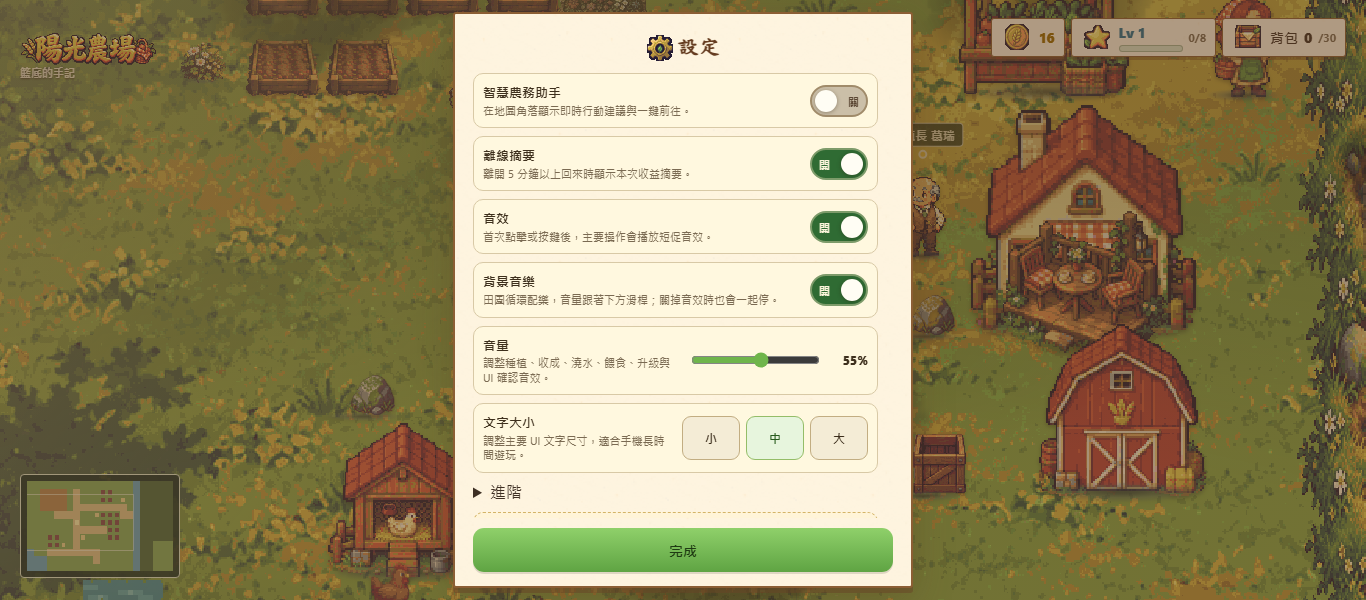 陽光農場
籃底的手記
16
Lv 1
0/8
背包 0 /30
長 葛瑞
設定
智慧農務助手
在地圖角落顯示即時行動建議與一鍵前往。
關
離線摘要
離開 5 分鐘以上回來時顯示本次收益摘要。
開
音效
首次點擊或按鍵後，主要操作會播放短促音效。
開
背景音樂
田園循環配樂，音量跟著下方滑桿；關掉音效時也會一起停。
開
音量
調整種植、收成、澆水、餵食、升級與
UI 確認音效。
55%
文字大小
調整主要 UI 文字尺寸，適合手機長時
間遊玩。
小
中
大
進階
完成